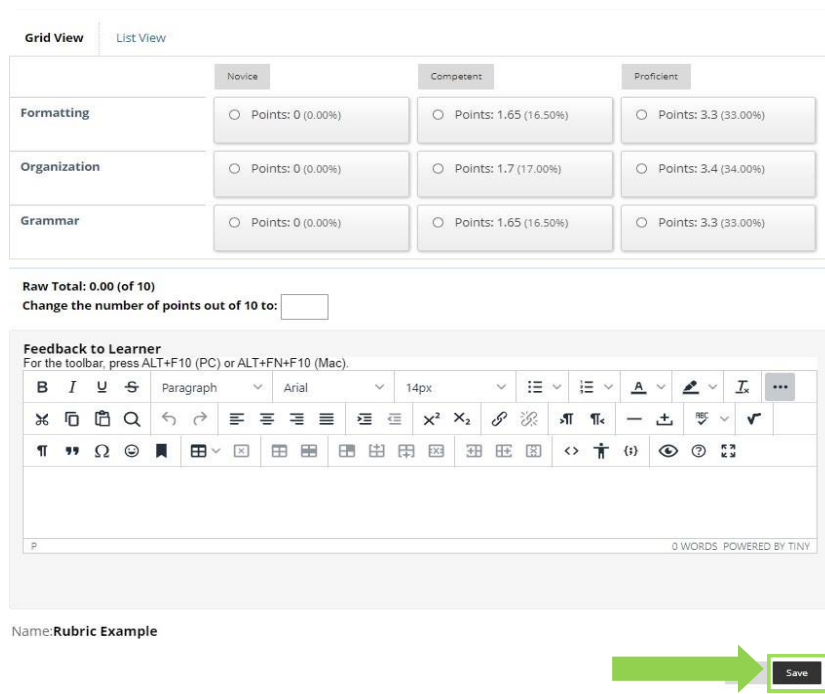 Grid View List View
Novice Competent Proficient
Formatting Points: 0 (0.00%) Points: 1.65 (16.50%) Points: 3.3 (33.00%)
Organization Points: 0 (0.00%) Points: 1.7 (17.00%) Points: 3.4 (34.00%)
Grammar Points: 0 (0.00%) Points: 1.65 (16.50%) Points: 3.3 (33.00%)
Raw Total: 0.00 (of 10)
Change the number of points out of 10 to:
Feedback to Learner
For the toolbar, press ALT+F10 (PC) or ALT+FN+F10 (Mac).
Paragraph Arial 14px
P 0 WORDS POWERED BY TINY
Name:Rubric Example
Save